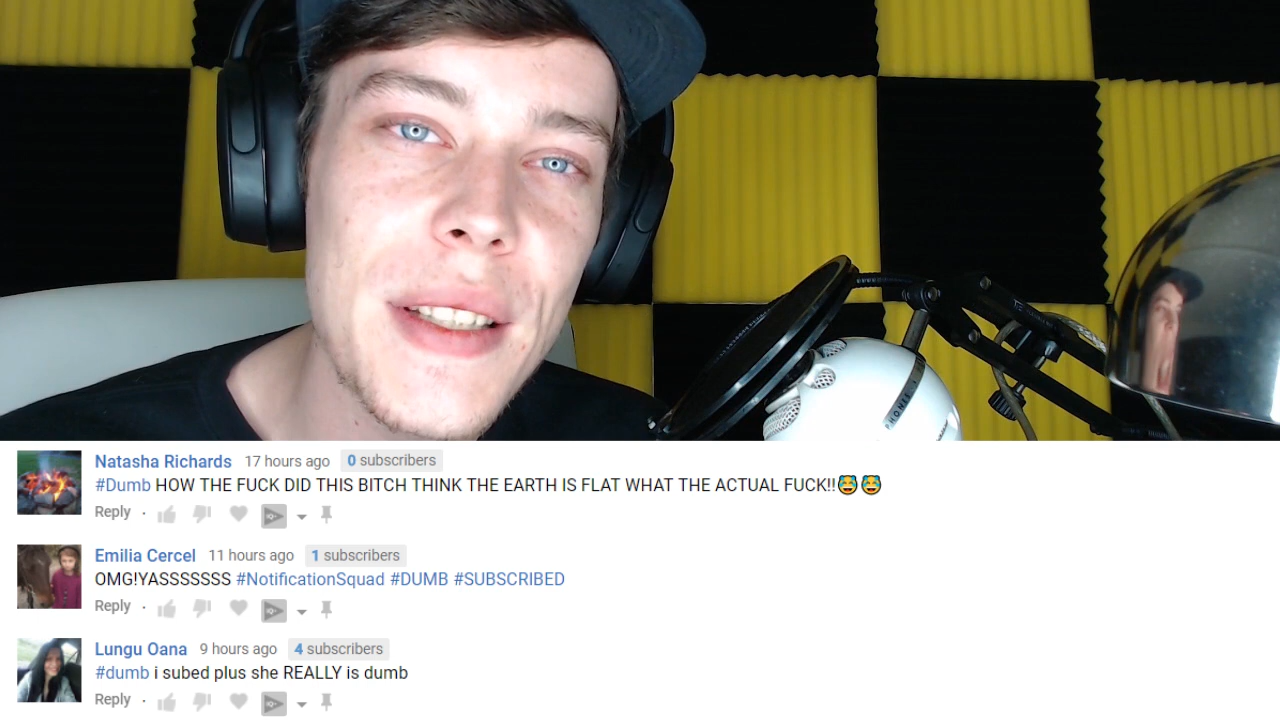 Natasha Richards 17 hours ago 0 subscribers
#Dumb HOW THE FUCK DID THIS BITCH THINK THE EARTH IS FLAT WHAT THE ACTUAL FUCK!!😂😂
Reply ·
Emilia Cercel 11 hours ago 1 subscribers
OMG!YASSSSSSS #NotificationSquad #DUMB #SUBSCRIBED
Reply ·
Lungu Oana 9 hours ago 4 subscribers
#dumb i subed plus she REALLY is dumb
Reply ·